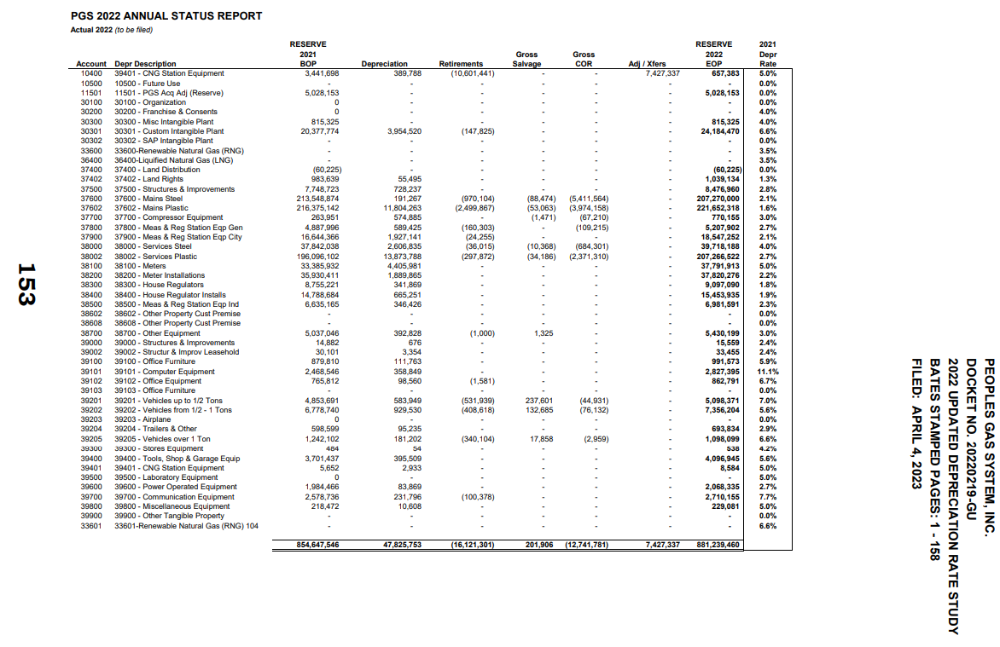 PGS 2022 ANNUAL STATUS REPORT
Actual 2022 (to be filed)
RESERVE RESERVE 2021
2021 Gross Gross 2022 Depr
Account Depr Description BOP Depreciation Retirements Salvage COR Adj / Xfers EOP Rate
10400 39401 - CNG Station Equipment 3,441,698 389,788 (10,601,441) - - 7,427,337 657,383 5.0%
10500 10500 - Future Use - - - - - - - 0.0%
11501 11501 - PGS Acq Adj (Reserve) 5,028,153 - - - - - 5,028,153 0.0%
30100 30100 - Organization 0 - - - - - - 0.0%
30200 30200 - Franchise & Consents 0 - - - - - - 4.0%
30300 30300 - Misc Intangible Plant 815,325 - - - - - 815,325 4.0%
30301 30301 - Custom Intangible Plant 20,377,774 3,954,520 (147,825) - - - 24,184,470 6.6%
30302 30302 - SAP Intangible Plant - - - - - - - 0.0%
33600 33600-Renewable Natural Gas (RNG) - - - - - - - 3.5%
36400 36400-Liquified Natural Gas (LNG) - - - - - - - 3.5%
37400 37400 - Land Distribution (60,225) - - - - - (60,225) 0.0%
37402 37402 - Land Rights 983,639 55,495 - - - - 1,039,134 1.3%
37500 37500 - Structures & Improvements 7,748,723 728,237 - - - - 8,476,960 2.8%
37600 37600 - Mains Steel 213,548,874 191,267 (970,104) (88,474) (5,411,564) - 207,270,000 2.1%
37602 37602 - Mains Plastic 216,375,142 11,804,263 (2,499,867) (53,063) (3,974,158) - 221,652,318 1.6%
37700 37700 - Compressor Equipment 263,951 574,885 - (1,471) (67,210) - 770,155 3.0%
37800 37800 - Meas & Reg Station Eqp Gen 4,887,996 589,425 (160,303) - (109,215) - 5,207,902 2.7%
37900 37900 - Meas & Reg Station Eqp City 16,644,366 1,927,141 (24,255) - - - 18,547,252 2.1%
38000 38000 - Services Steel 37,842,038 2,606,835 (36,015) (10,368) (684,301) - 39,718,188 4.0%
38002 38002 - Services Plastic 196,096,102 13,873,788 (297,872) (34,186) (2,371,310) - 207,266,522 2.7%
38100 38100 - Meters 33,385,932 4,405,981 - - - - 37,791,913 5.0%
38200 38200 - Meter Installations 35,930,411 1,889,865 - - - - 37,820,276 2.2%
38300 38300 - House Regulators 8,755,221 341,869 - - - - 9,097,090 1.8%
38400 38400 - House Regulator Installs 14,788,684 665,251 - - - - 15,453,935 1.9%
38500 38500 - Meas & Reg Station Eqp Ind 6,635,165 346,426 - - - - 6,981,591 2.3%
38602 38602 - Other Property Cust Premise - - - - - - - 0.0%
38608 38608 - Other Property Cust Premise - - - - - - - 0.0%
38700 38700 - Other Equipment 5,037,046 392,828 (1,000) 1,325 - - 5,430,199 3.0%
39000 39000 - Structures & Improvements 14,882 676 - - - - 15,559 2.4%
39002 39002 - Structur & Improv Leasehold 30,101 3,354 - - - - 33,455 2.4%
39100 39100 - Office Furniture 879,810 111,763 - - - - 991,573 5.9%
39101 39101 - Computer Equipment 2,468,546 358,849 - - - - 2,827,395 11.1%
39102 39102 - Office Equipment 765,812 98,560 (1,581) - - - 862,791 6.7%
39103 39103 - Office Furniture - - - - - - - 0.0%
39201 39201 - Vehicles up to 1/2 Tons 4,853,691 583,949 (531,939) 237,601 (44,931) - 5,098,371 7.0%
39202 39202 - Vehicles from 1/2 - 1 Tons 6,778,740 929,530 (408,618) 132,685 (76,132) - 7,356,204 5.6%
39203 39203 - Airplane 0 - - - - - - 0.0%
39204 39204 - Trailers & Other 598,599 95,235 - - - - 693,834 2.9%
39205 39205 - Vehicles over 1 Ton 1,242,102 181,202 (340,104) 17,858 (2,959) - 1,098,099 6.6%
39300 39300 - Stores Equipment 484 54 - - - - 538 4.2%
39400 39400 - Tools, Shop & Garage Equip 3,701,437 395,509 - - - - 4,096,945 5.6%
39401 39401 - CNG Station Equipment 5,652 2,933 - - - - 8,584 5.0%
39500 39500 - Laboratory Equipment 0 - - - - - - 5.0%
39600 39600 - Power Operated Equipment 1,984,466 83,869 - - - - 2,068,335 2.7%
39700 39700 - Communication Equipment 2,578,736 231,796 (100,378) - - - 2,710,155 7.7%
39800 39800 - Miscellaneous Equipment 218,472 10,608 - - - - 229,081 5.0%
39900 39900 - Other Tangible Property - - - - - - - 0.0%
33601 33601-Renewable Natural Gas (RNG) 104 - - - - - - - 6.6%
854,647,546 47,825,753 (16,121,301) 201,906 (12,741,781) 7,427,337 881,239,460
153
PEOPLES GAS SYSTEM, INC.
DOCKET NO. 20220219-GU
2022 UPDATED DEPRECIATION RATE STUDY
BATES STAMPED PAGES: 1 - 158
FILED: APRIL 4, 2023